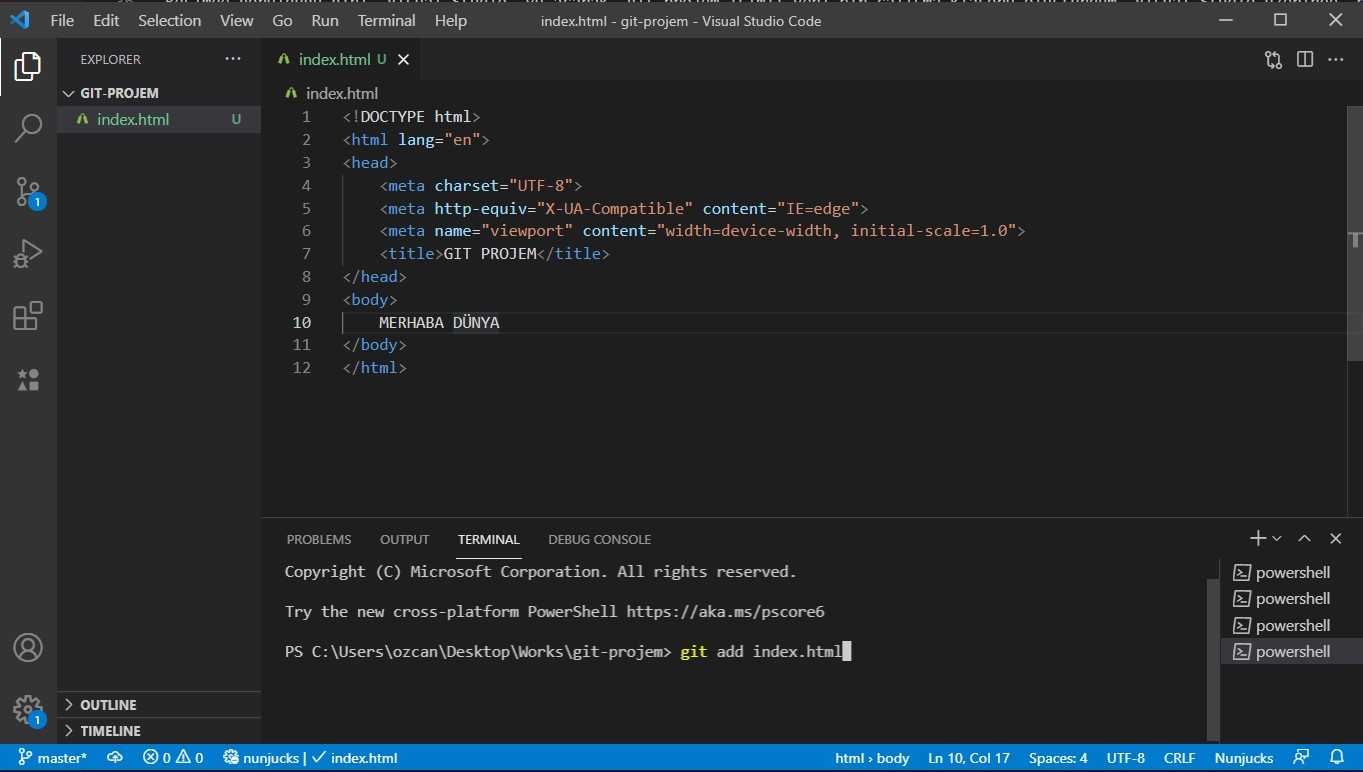 File Edit Selection View Go Run Terminal Help index.html - git-projem - Visual Studio Code
EXPLORER
GIT-PROJEM
index.html U
index.html U
index.html
1 <!DOCTYPE html>
2 <html lang="en">
3 <head>
4 <meta charset="UTF-8">
5 <meta http-equiv="X-UA-Compatible" content="IE=edge">
6 <meta name="viewport" content="width=device-width, initial-scale=1.0">
7 <title>GIT PROJEM</title>
8 </head>
9 <body>
10 MERHABA DÜNYA
11 </body>
12 </html>
1
PROBLEMS OUTPUT TERMINAL DEBUG CONSOLE
Copyright (C) Microsoft Corporation. All rights reserved.
Try the new cross-platform PowerShell https://aka.ms/pscore6
PS C:\Users\ozcan\Desktop\Works\git-projem> git add index.html
powershell
powershell
powershell
powershell
1
OUTLINE
TIMELINE
master* 0 0 nunjucks | ✓ index.html html › body Ln 10, Col 17 Spaces: 4 UTF-8 CRLF Nunjucks